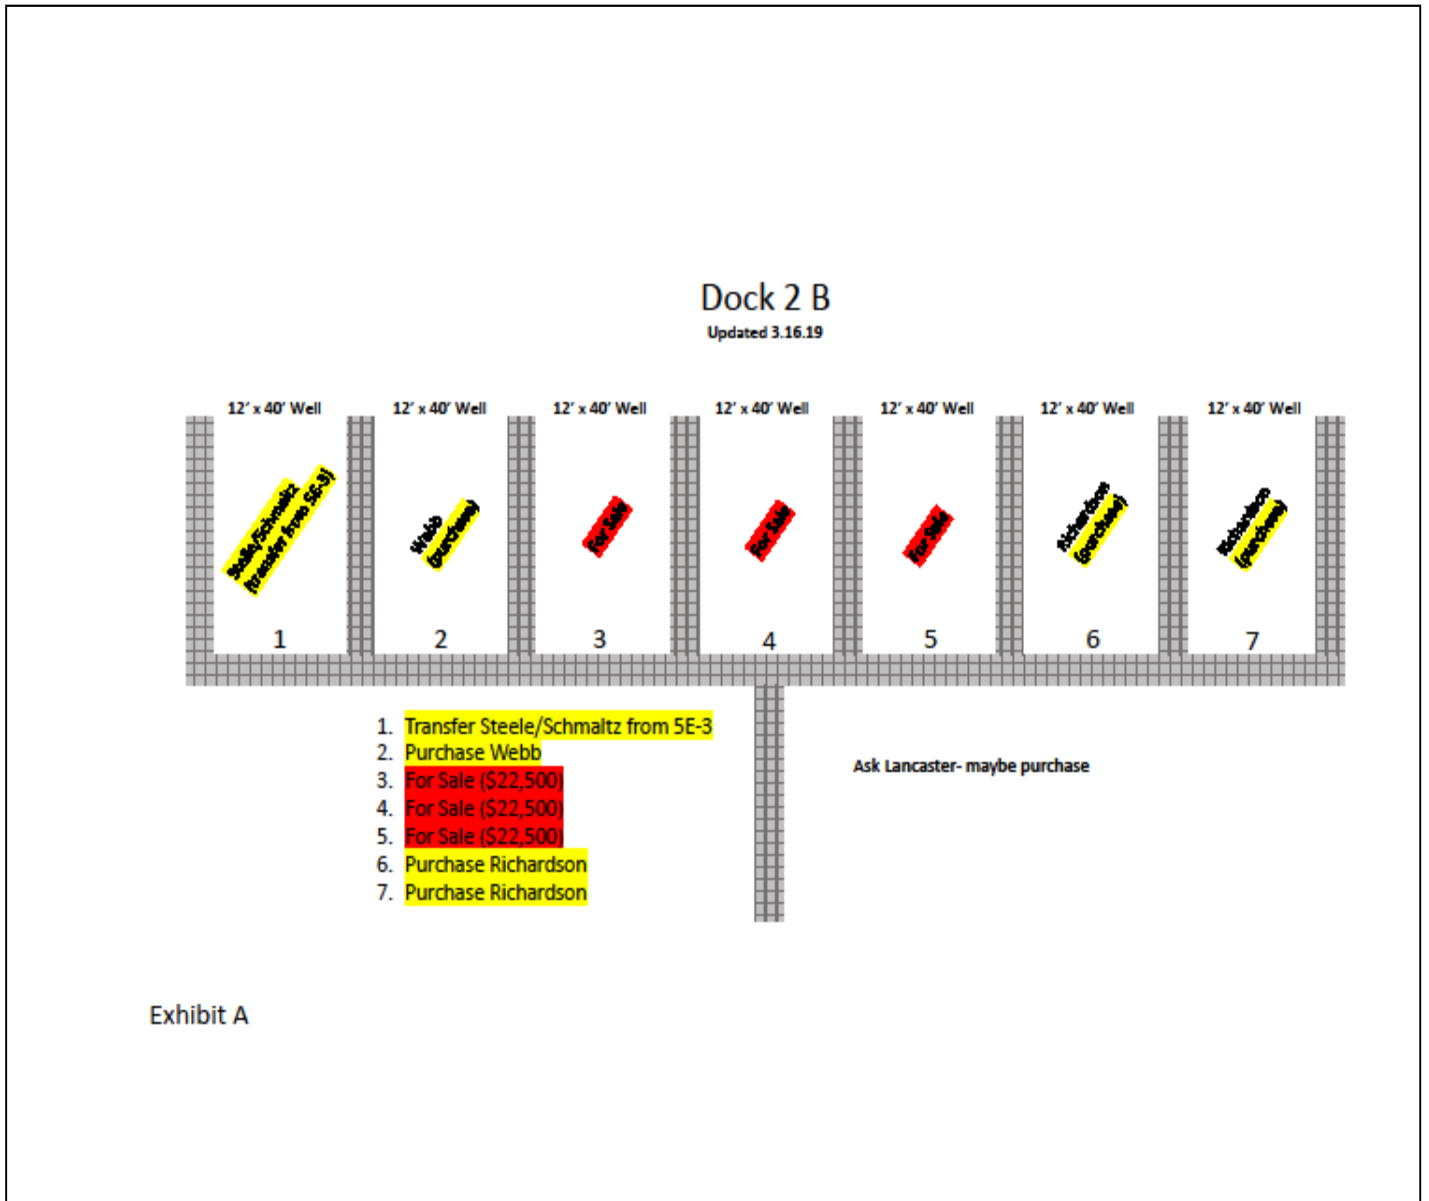 Dock 2 B
Updated 3.16.19
12' x 40' Well
12' x 40' Well
12' x 40' Well
12' x 40' Well
12' x 40' Well
12' x 40' Well
12' x 40' Well
Steele/Schmaltz
(transfer from 5E-3)
Webb
(purchase)
For Sale
For Sale
For Sale
Richardson
(purchase)
Richardson
(purchase)
1
2
3
4
5
6
7
1. Transfer Steele/Schmaltz from 5E-3
2. Purchase Webb
3. For Sale ($22,500)
4. For Sale ($22,500)
5. For Sale ($22,500)
6. Purchase Richardson
7. Purchase Richardson
Ask Lancaster- maybe purchase
Exhibit A